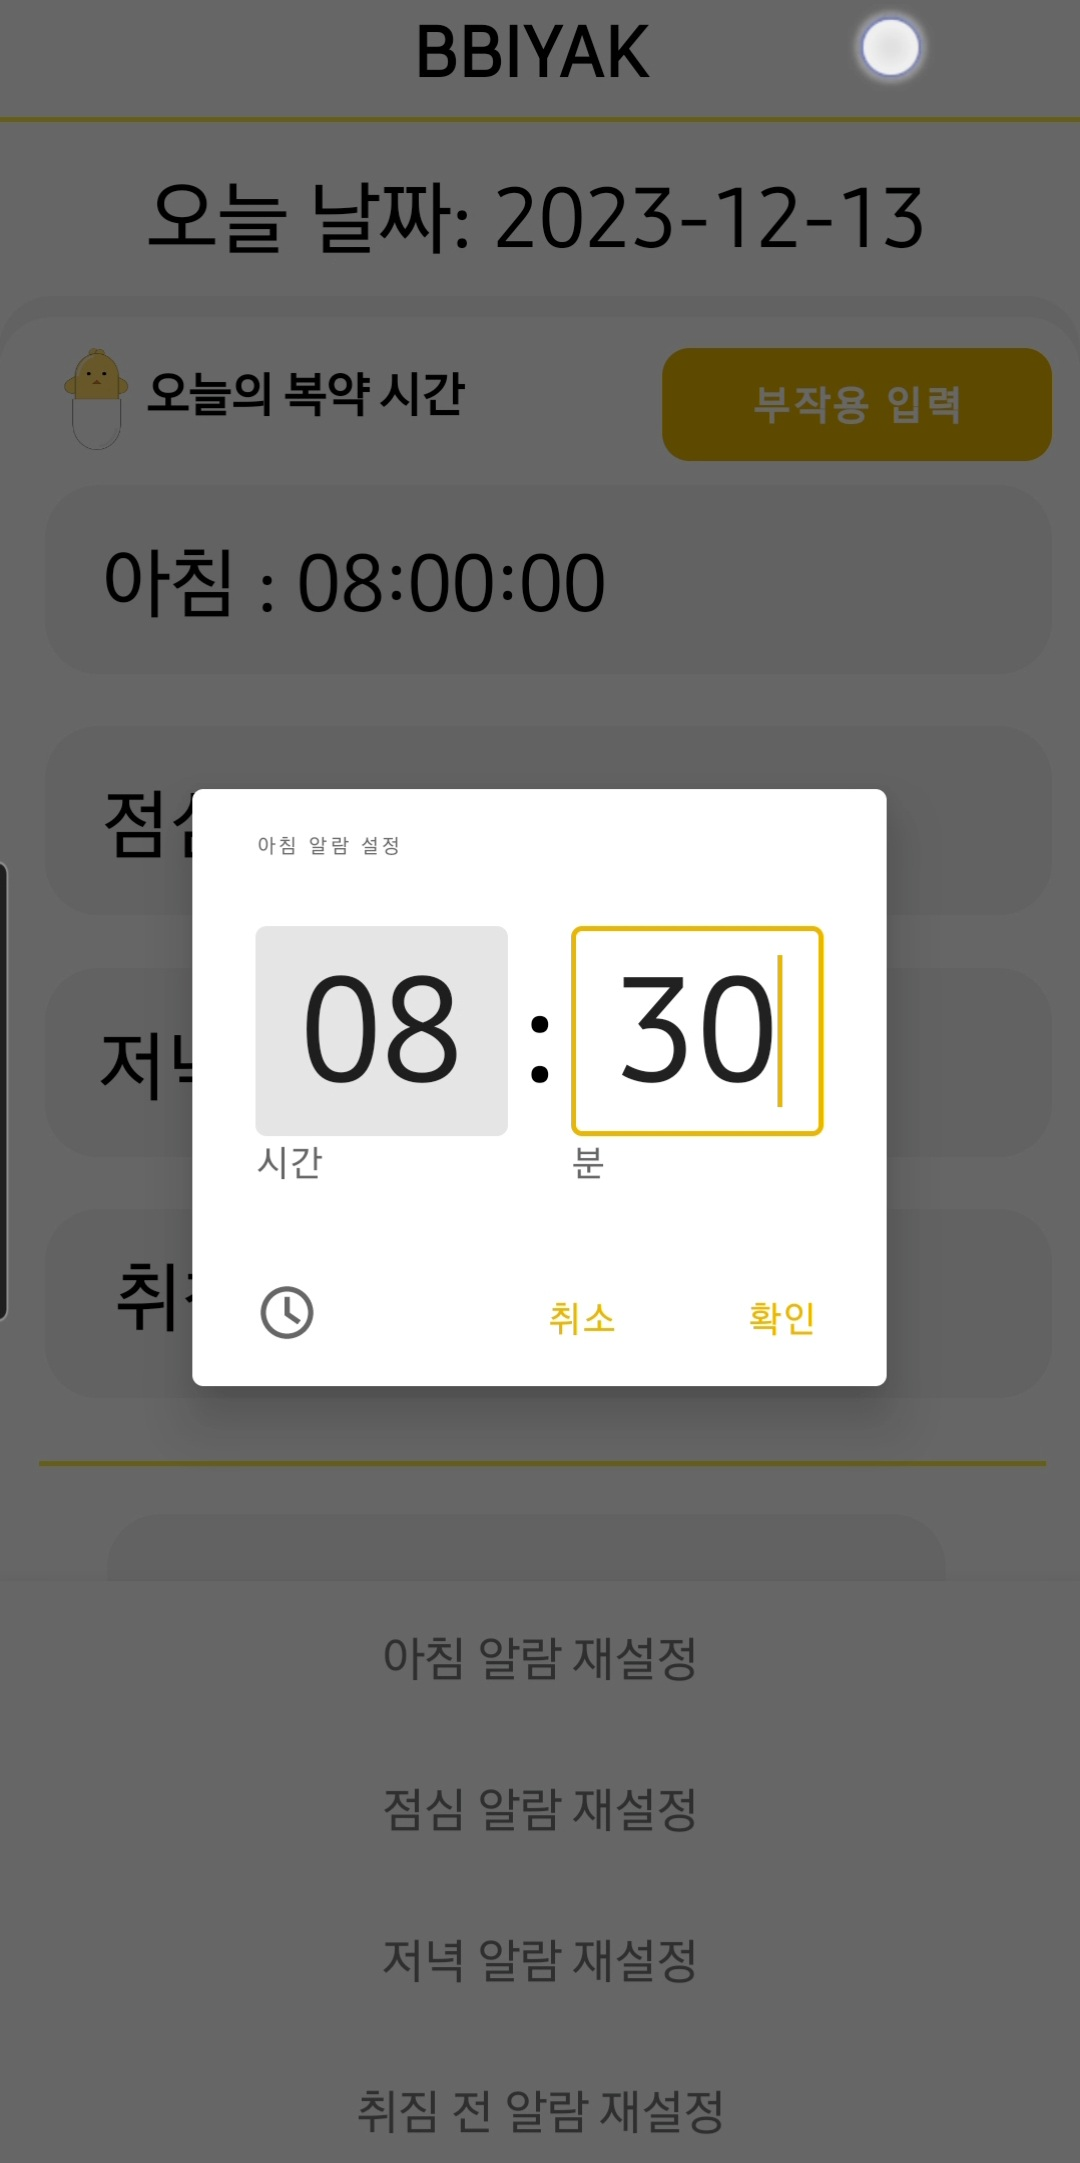 BBIYAK
오늘 날짜: 2023-12-13
오늘의 복약 시간
부작용 입력
아침 : 08:00:00
아침 알람 설정
08 : 30
시간 분
취소 확인
아침 알람 재설정
점심 알람 재설정
저녁 알람 재설정
취짐 전 알람 재설정